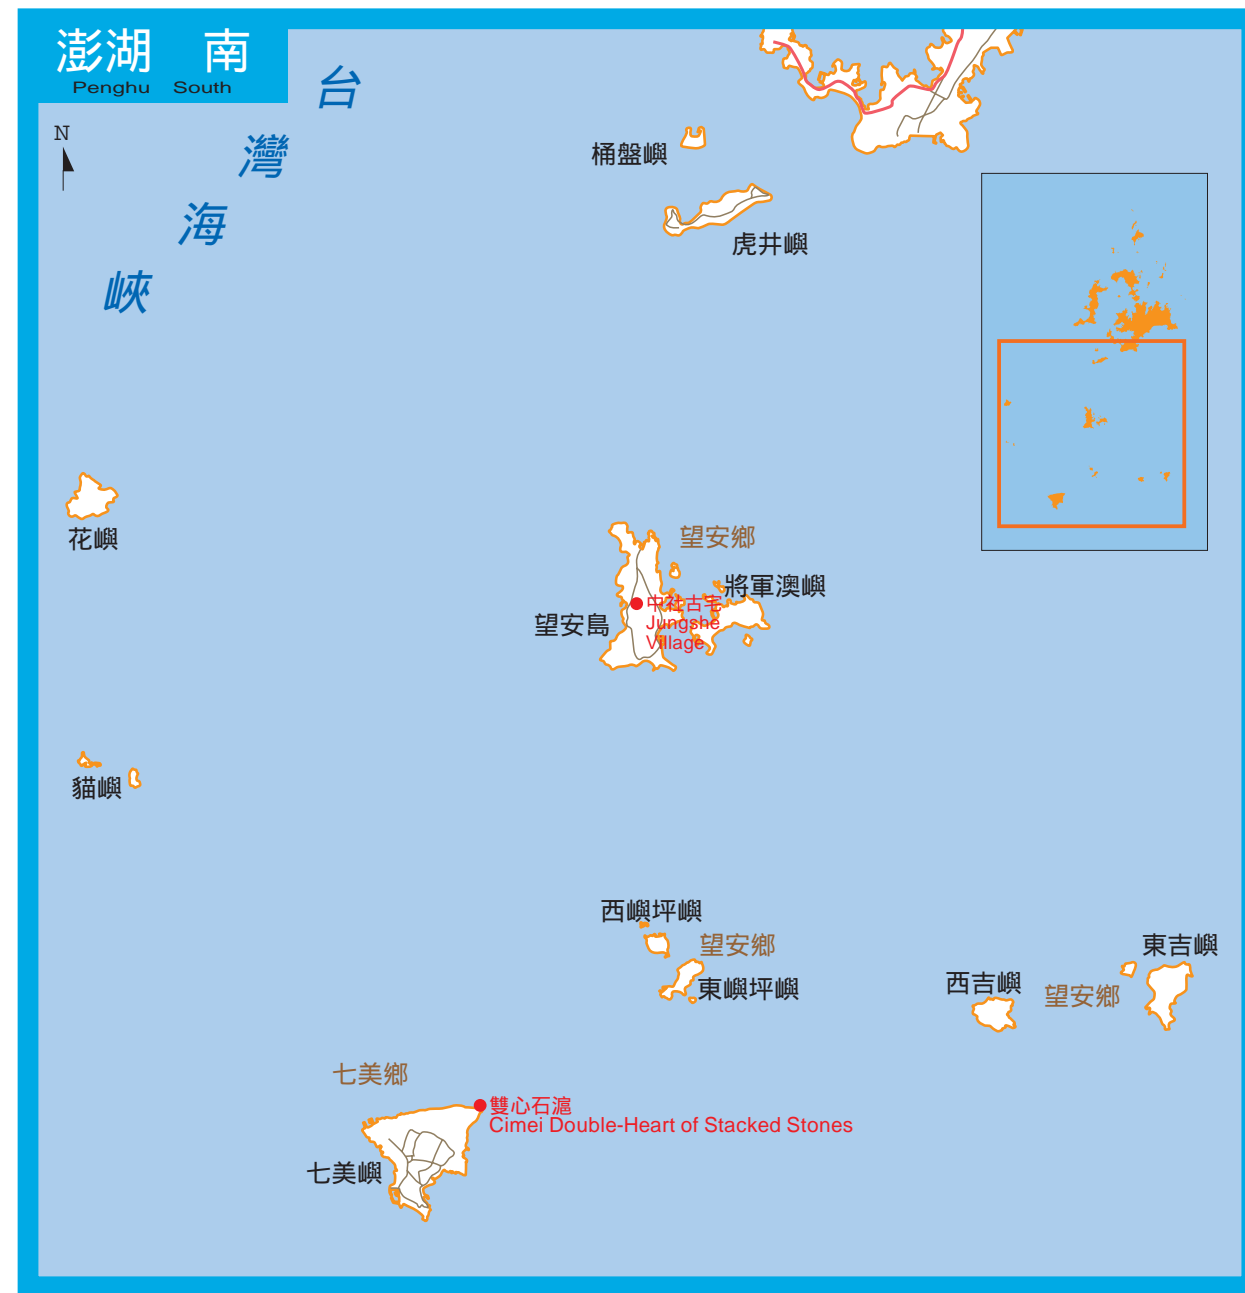 澎湖 南
Penghu South
台
灣
海
峽
N
桶盤嶼
虎井嶼
花嶼
望安鄉
將軍澳嶼
中社古宅
Jungshe
Village
望安島
貓嶼
西嶼坪嶼
望安鄉
東嶼坪嶼
東吉嶼
西吉嶼
望安鄉
七美鄉
雙心石滬
Cimei Double-Heart of Stacked Stones
七美嶼